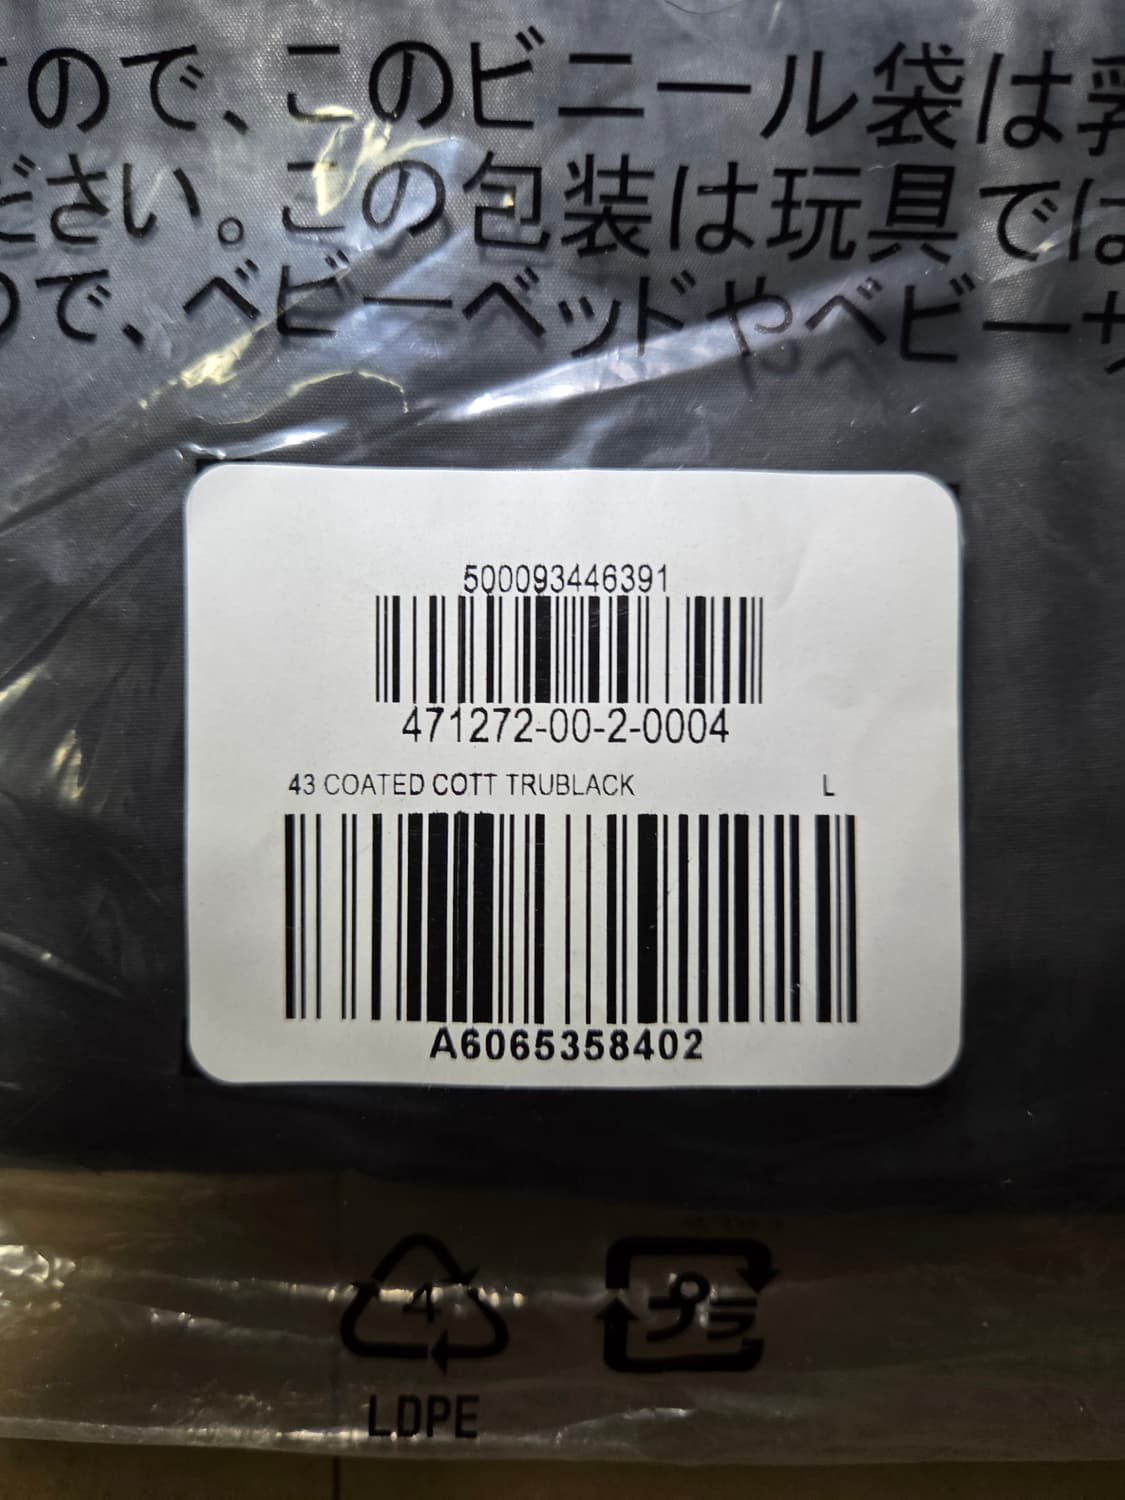 ので、このビニール袋は乳
ださい。この包装は玩具では
ので、ベビーベッドやベビーサ
500093446391
471272-00-2-0004
43 COATED COTT TRUBLACK L
A6065358402
4
プラ
LDPE